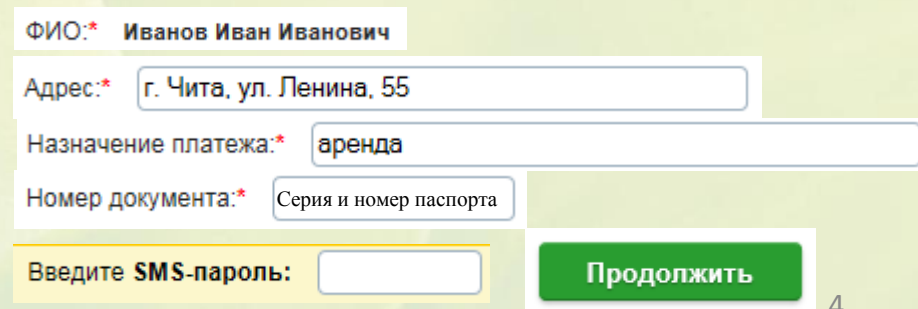 ФИО:* Иванов Иван Иванович
Адрес:* г. Чита, ул. Ленина, 55
Назначение платежа:* аренда
Номер документа:* Серия и номер паспорта
Введите SMS-пароль: Продолжить
4